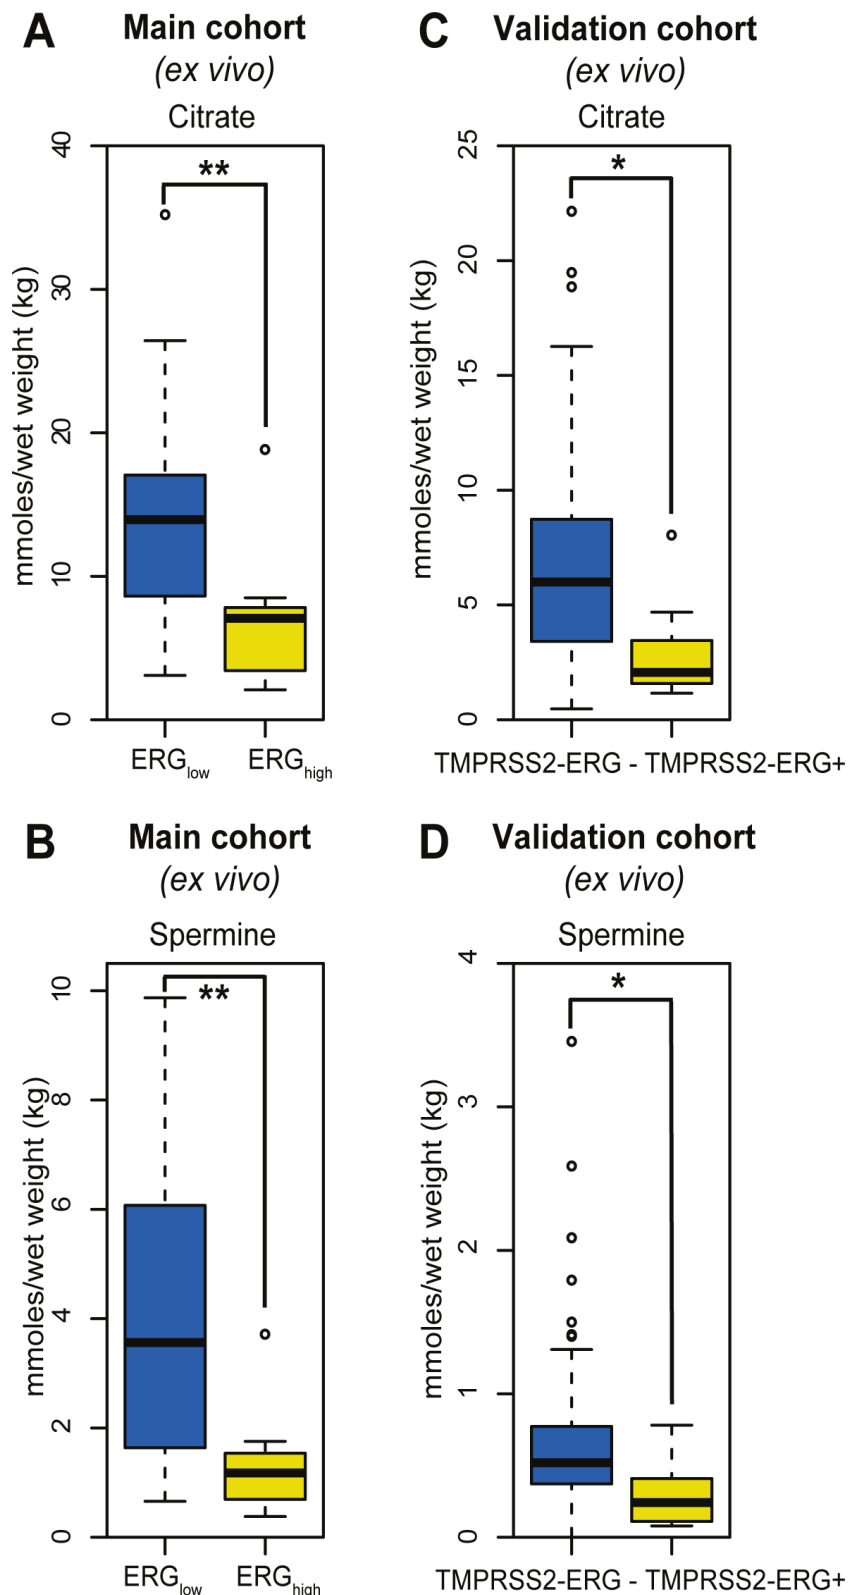 A
Main cohort
(ex vivo)
Citrate
mmoles/wet weight (kg)
40
30
20
10
0
**
ERGlow
ERGhigh
C
Validation cohort
(ex vivo)
Citrate
mmoles/wet weight (kg)
25
20
15
10
5
0
*
TMPRSS2-ERG - TMPRSS2-ERG+
B
Main cohort
(ex vivo)
Spermine
mmoles/wet weight (kg)
10
8
6
4
2
0
**
ERGlow
ERGhigh
D
Validation cohort
(ex vivo)
Spermine
mmoles/wet weight (kg)
4
3
2
1
0
*
TMPRSS2-ERG - TMPRSS2-ERG+